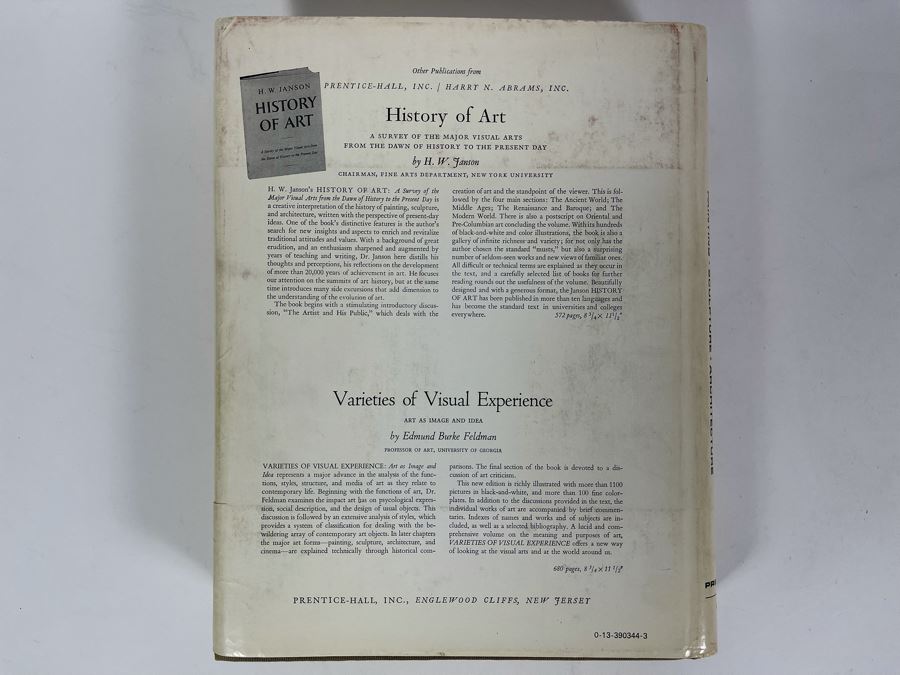 Other Publications from
PRENTICE-HALL, INC. / HARRY N. ABRAMS, INC.
H. W. JANSON
HISTORY
OF ART
A Survey of the Major Visual Arts from
the Dawn of History to the Present Day
History of Art
A SURVEY OF THE MAJOR VISUAL ARTS
FROM THE DAWN OF HISTORY TO THE PRESENT DAY
by H. W. Janson
CHAIRMAN, FINE ARTS DEPARTMENT, NEW YORK UNIVERSITY
H. W. Janson's HISTORY OF ART: A Survey of the
Major Visual Arts from the Dawn of History to the Present Day is
a creative interpretation of the history of painting, sculpture,
and architecture, written with the perspective of present-day
ideas. One of the book's distinctive features is the author's
search for new insights and aspects to enrich and revitalize
traditional attitudes and values. With a background of great
erudition, and an enthusiasm sharpened and augmented by
years of teaching and writing, Dr. Janson here distills his
thoughts and perceptions, his reflections on the development
of more than 20,000 years of achievement in art. He focuses
our attention on the summits of art history, but at the same
time introduces many side excursions that add dimension to
the understanding of the evolution of art.
The book begins with a stimulating introductory discus-
sion, "The Artist and His Public," which deals with the
creation of art and the standpoint of the viewer. This is fol-
lowed by the four main sections: The Ancient World; The
Middle Ages; The Renaissance and Baroque; and The
Modern World. There is also a postscript on Oriental and
Pre-Columbian art concluding the volume. With its hundreds
of black-and-white and color illustrations, the book is also a
gallery of infinite richness and variety; for not only has the
author chosen the standard "musts," but also a surprising
number of seldom-seen works and new views of familiar ones.
All difficult or technical terms are explained as they occur in
the text, and a carefully selected list of books for further
reading rounds out the usefulness of the volume. Beautifully
designed and with a generous format, the Janson HISTORY
OF ART has been published in more than ten languages and
has become the standard text in universities and colleges
everywhere. 572 pages, 8 3/4 × 11 1/2"
Varieties of Visual Experience
ART AS IMAGE AND IDEA
by Edmund Burke Feldman
PROFESSOR OF ART, UNIVERSITY OF GEORGIA
VARIETIES OF VISUAL EXPERIENCE: Art as Image and
Idea represents a major advance in the analysis of the func-
tions, styles, structure, and media of art as they relate to
contemporary life. Beginning with the functions of art, Dr.
Feldman examines the impact art has on psycological expres-
sion, social description, and the design of usual objects. This
discussion is followed by an extensive analysis of styles, which
provides a system of classification for dealing with the be-
wildering array of contemporary art objects. In later chapters
the major art forms—painting, sculpture, architecture, and
cinema—are explained technically through historical com-
parisons. The final section of the book is devoted to a dis-
cussion of art criticism.
This new edition is richly illustrated with more than 1100
pictures in black-and-white, and more than 100 fine color-
plates. In addition to the discussions provided in the text, the
individual works of art are accompanied by brief commen-
taries. Indexes of names and works and of subjects are in-
cluded, as well as a selected bibliography. A lucid and com-
prehensive volume on the meaning and purposes of art,
VARIETIES OF VISUAL EXPERIENCE offers a new way
of looking at the visual arts and at the world around us.
680 pages, 8 3/4 × 11 1/2"
PRENTICE-HALL, INC., ENGLEWOOD CLIFFS, NEW JERSEY
0-13-390344-3